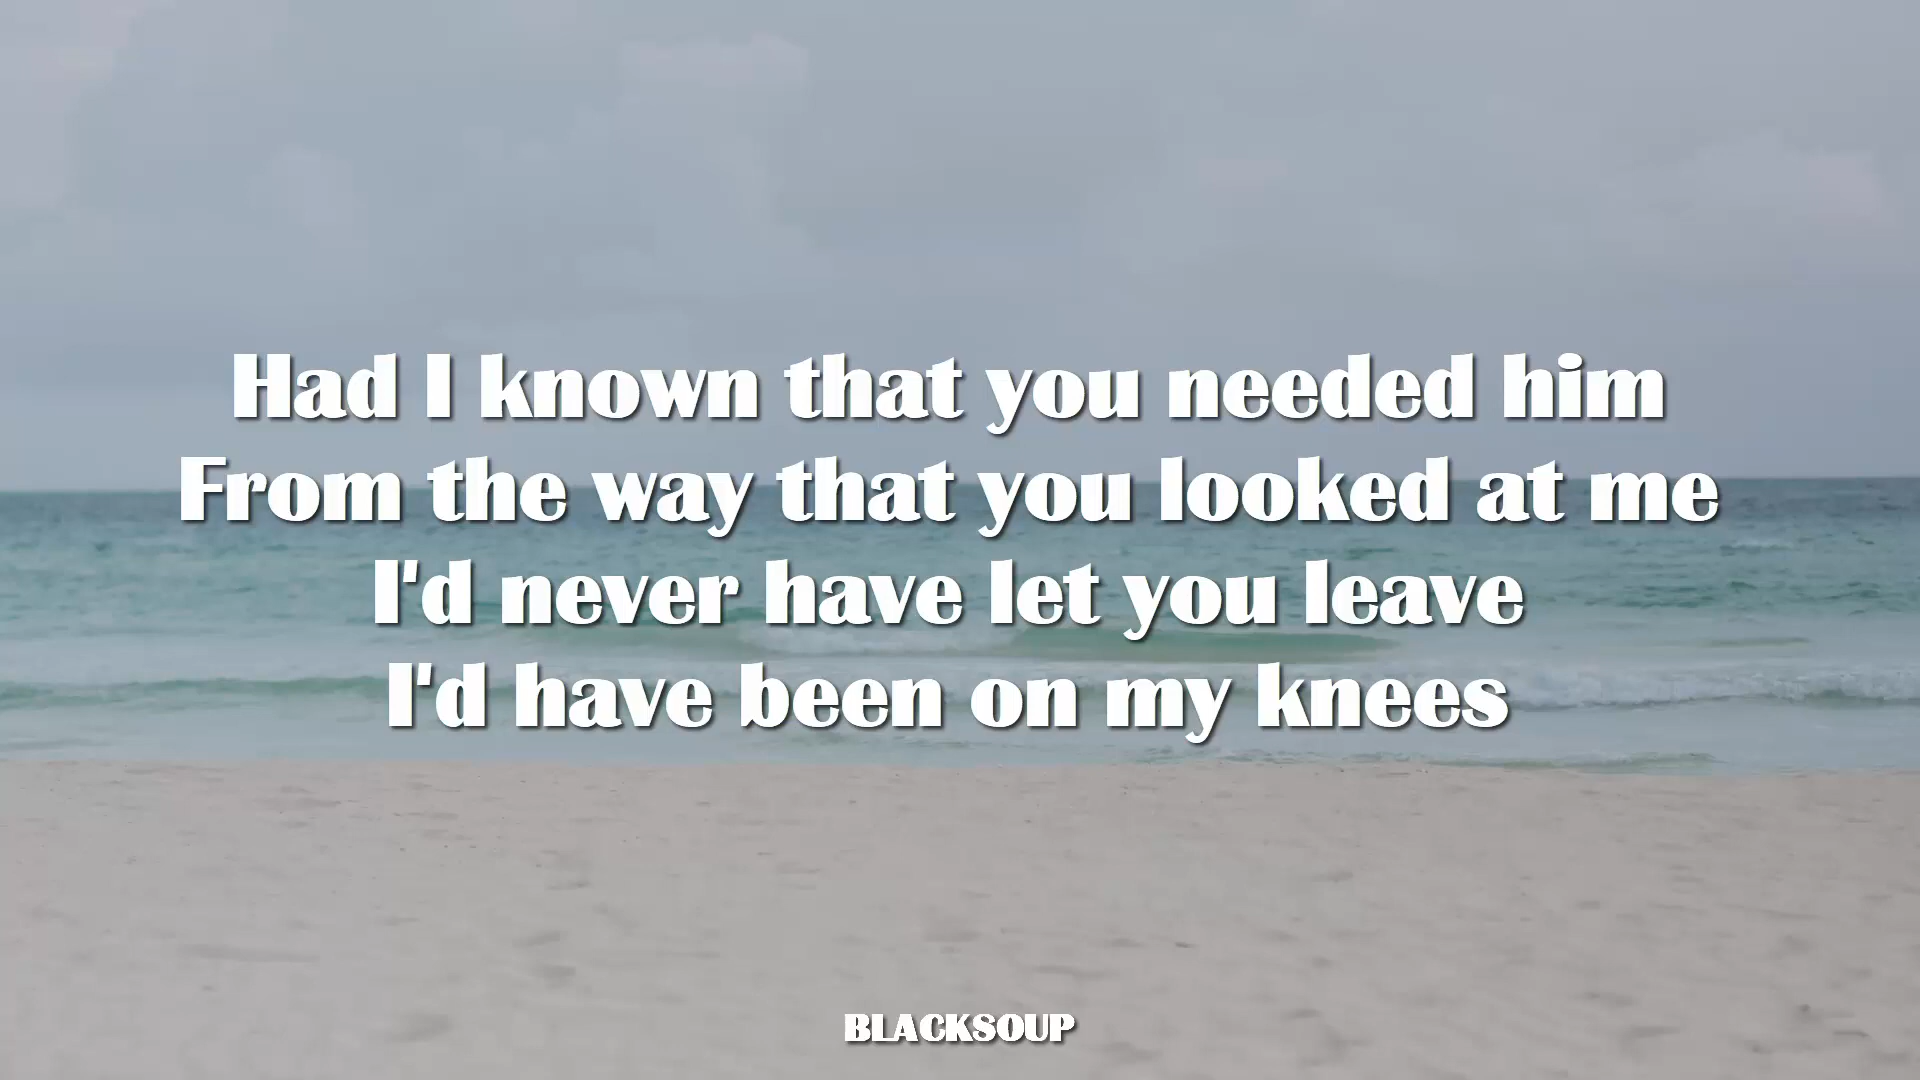 Had I known that you needed him
From the way that you looked at me
I'd never have let you leave
I'd have been on my knees
BLACKSOUP